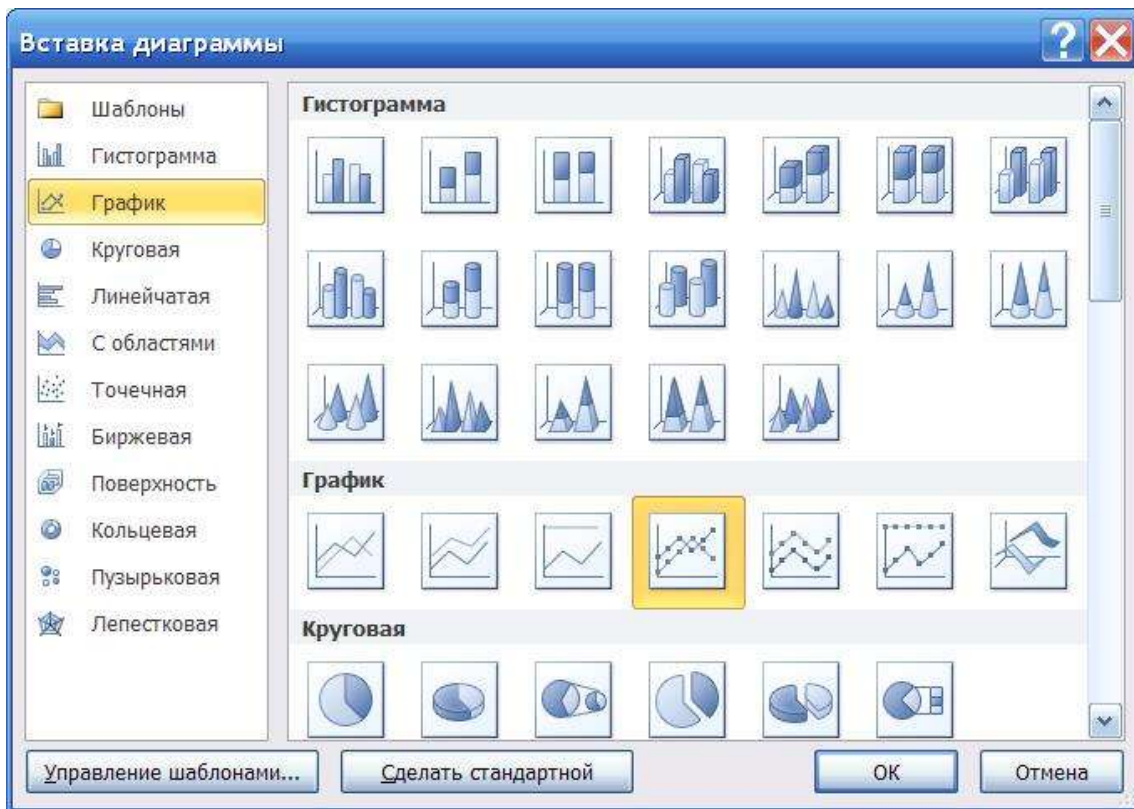 Вставка диаграммы
Шаблоны
Гистограмма
График
Круговая
Линейчатая
С областями
Точечная
Биржевая
Поверхность
Кольцевая
Пузырьковая
Лепестковая
Гистограмма
График
Круговая
Управление шаблонами...
Сделать стандартной
ОК
Отмена